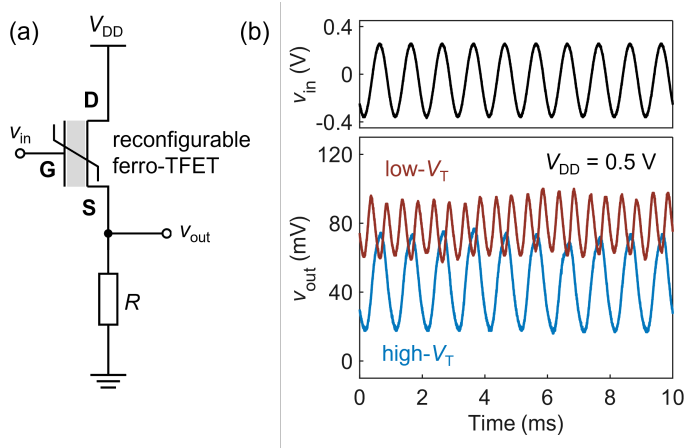 (a)
V_DD
D
v_in
G
reconfigurable
ferro-TFET
S
v_out
R
(b)
v_in (V)
0.4
0
-0.4
v_out (mV)
120
80
40
0
low-V_T
V_DD = 0.5 V
high-V_T
0 2 4 6 8 10
Time (ms)